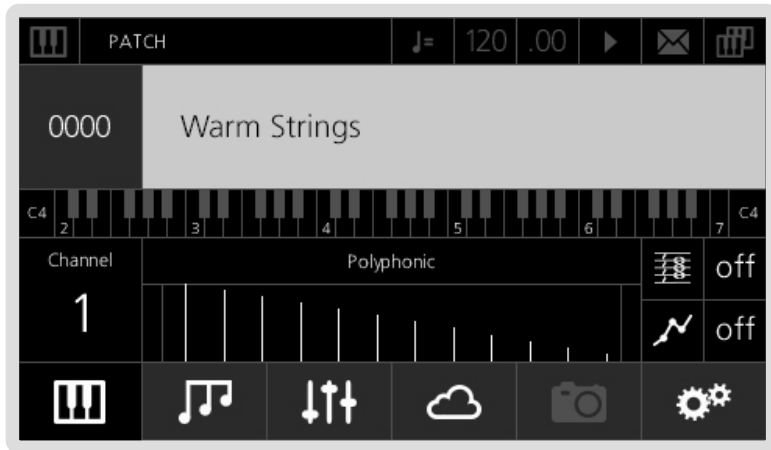 PATCH ♩= 120 .00
0000 Warm Strings
C4 2 3 4 5 6 7 C4
Channel Polyphonic off
1 off